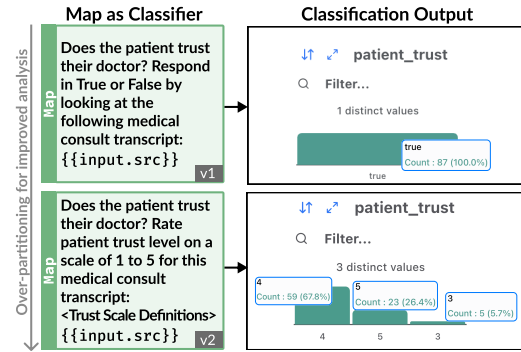 Map as Classifier
Classification Output
Over-partitioning for improved analysis
Map
Does the patient trust
their doctor? Respond
in True or False by
looking at the
following medical
consult transcript:
{{input.src}}
v1
patient_trust
Filter...
1 distinct values
true
Count : 87 (100.0%)
true
Map
Does the patient trust
their doctor? Rate
patient trust level on a
scale of 1 to 5 for this
medical consult
transcript:
<Trust Scale Definitions>
{{input.src}}
v2
patient_trust
Filter...
3 distinct values
4
Count : 59 (67.8%)
5
Count : 23 (26.4%)
3
Count : 5 (5.7%)
4
5
3